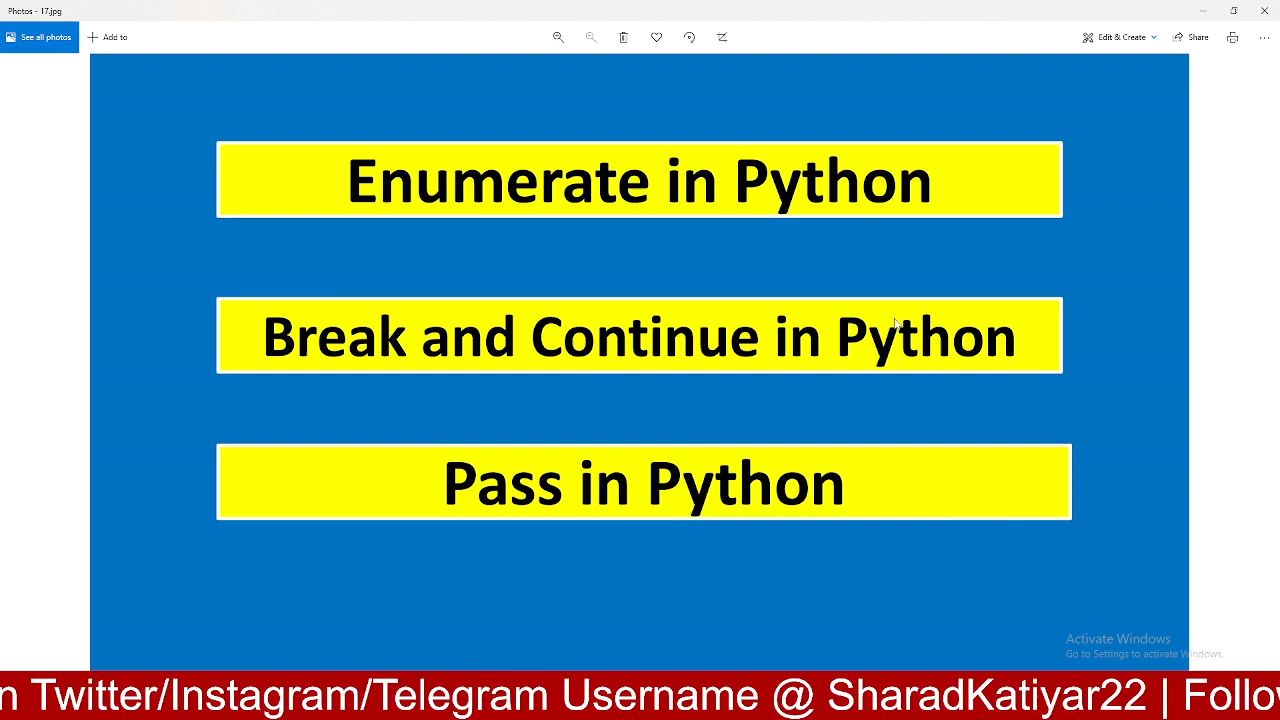 Photos - 17.jpg
See all photos
Add to
Edit & Create
Share
Enumerate in Python
Break and Continue in Python
Pass in Python
Activate Windows
Go to Settings to activate Windows.
n Twitter/Instagram/Telegram Username @ SharadKatiyar22 | Follo